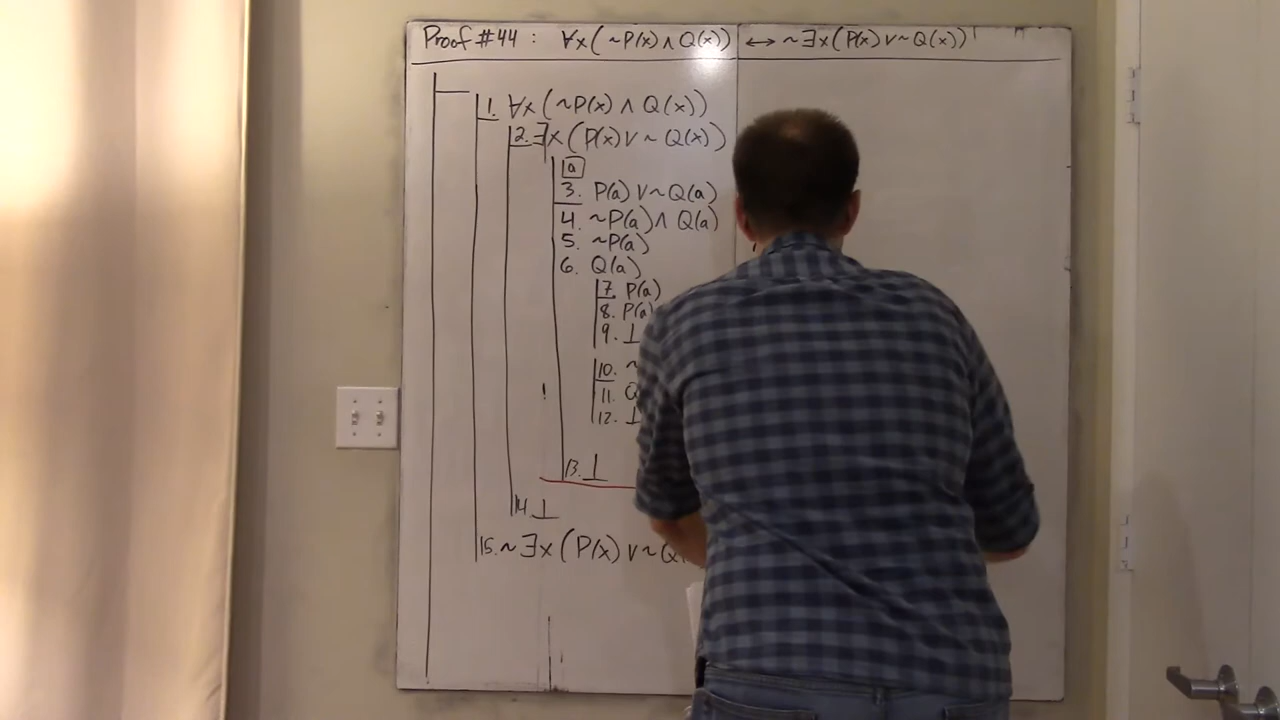 Proof #44 : ∀x(~P(x) ∧ Q(x)) ↔ ~∃x(P(x) ∨ ~Q(x))
1. ∀x(~P(x) ∧ Q(x))
2. ∃x(P(x) ∨ ~Q(x))
a
3. P(a) ∨ ~Q(a)
4. ~P(a) ∧ Q(a)
5. ~P(a)
6. Q(a)
7. P(a)
8. P(a)
9. ⊥
10. ~
11. Q
12. ⊥
13. ⊥
14. ⊥
15. ~∃x(P(x) ∨ ~Q(